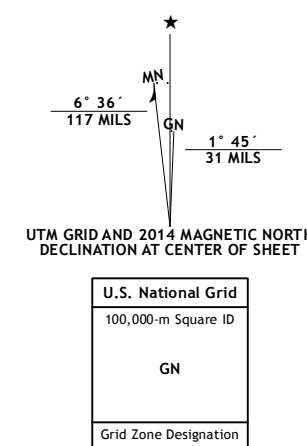 ★
MN
6° 36´
117 MILS
GN
1° 45´
31 MILS
UTM GRID AND 2014 MAGNETIC NORTH
DECLINATION AT CENTER OF SHEET
U.S. National Grid
100,000-m Square ID
GN
Grid Zone Designation